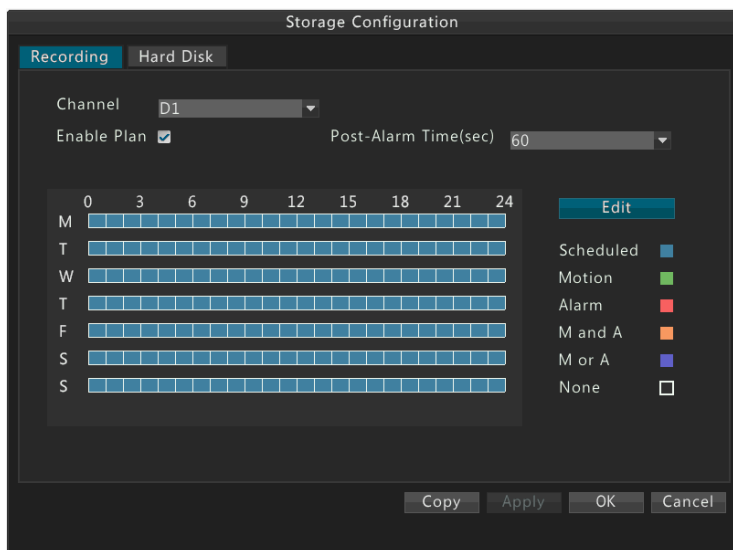 Storage Configuration
Recording Hard Disk
Channel D1
Enable Plan Post-Alarm Time(sec) 60
0 3 6 9 12 15 18 21 24
Edit
M
T
Scheduled
W
Motion
T
Alarm
F
M and A
S
M or A
S
None
Copy Apply OK Cancel